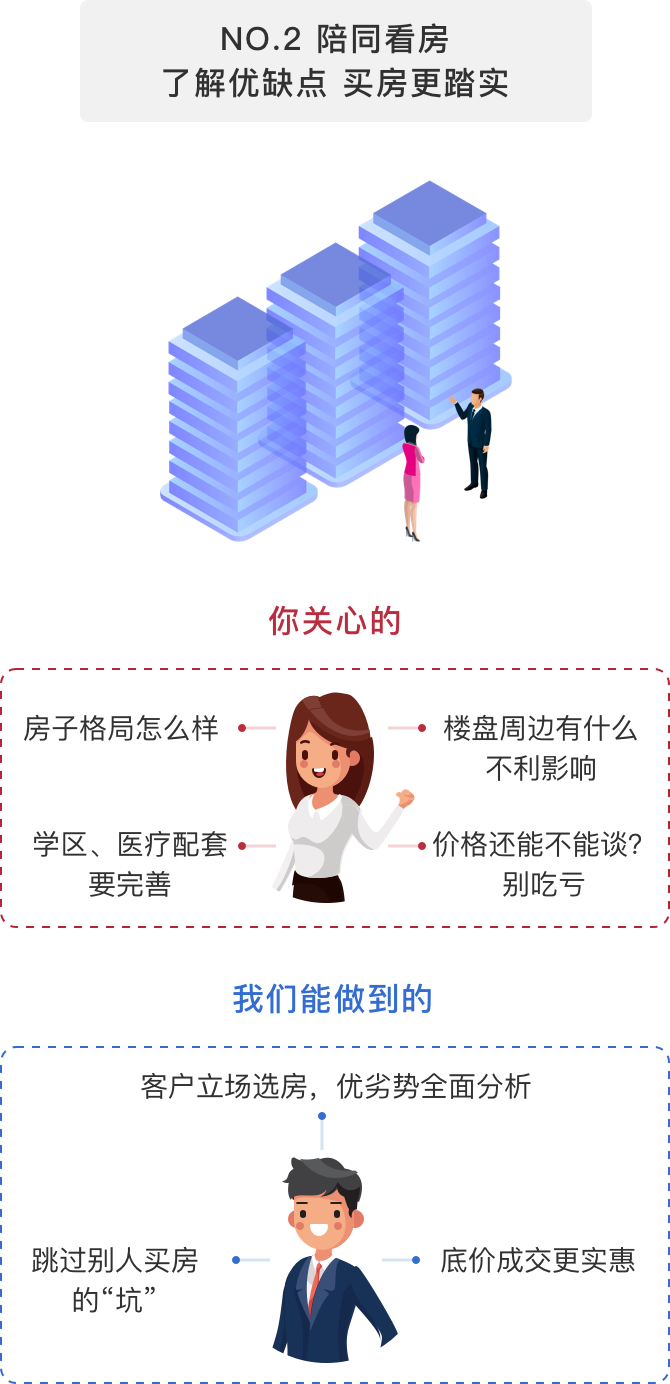 NO.2 陪同看房
了解优缺点 买房更踏实
你关心的
房子格局怎么样
楼盘周边有什么
不利影响
学区、医疗配套
要完善
价格还能不能谈?
别吃亏
我们能做到的
客户立场选房，优劣势全面分析
跳过别人买房
的“坑”
底价成交更实惠